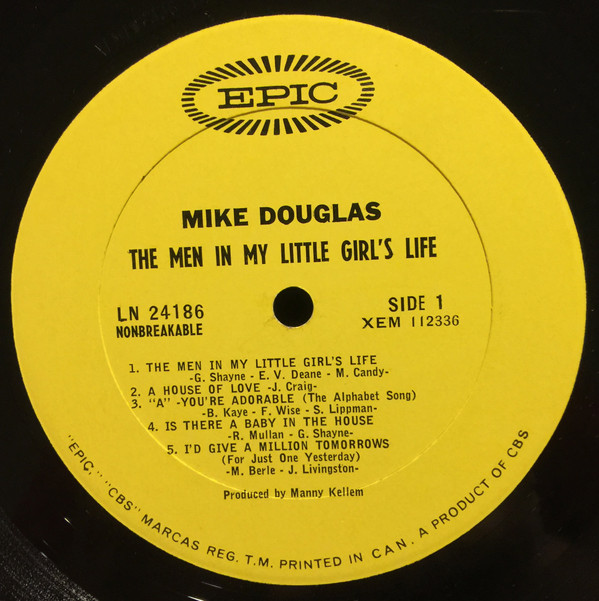 EPIC
MIKE DOUGLAS
THE MEN IN MY LITTLE GIRL'S LIFE
LN 24186
NONBREAKABLE
SIDE 1
XEM 112336
1. THE MEN IN MY LITTLE GIRL'S LIFE
-G. Shayne - E. V. Deane - M. Candy-
2. A HOUSE OF LOVE -J. Craig-
3. "A" -YOU'RE ADORABLE (The Alphabet Song)
-B. Kaye - F. Wise - S. Lippman-
4. IS THERE A BABY IN THE HOUSE
-R. Mullan - G. Shayne-
5. I'D GIVE A MILLION TOMORROWS
(For Just One Yesterday)
-M. Berle - J. Livingston-
Produced by Manny Kellem
"EPIC," "CBS" MARCAS REG. T.M. PRINTED IN CAN. A PRODUCT OF CBS